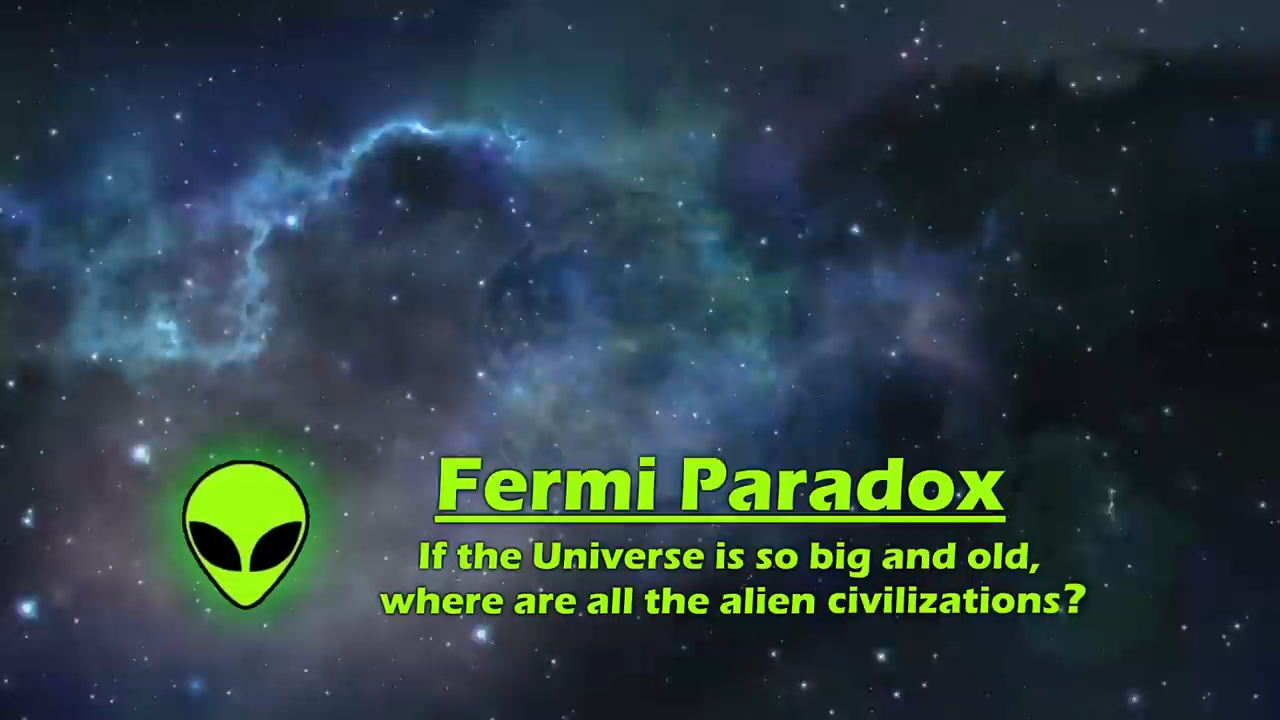 Fermi Paradox
If the Universe is so big and old,
where are all the alien civilizations?